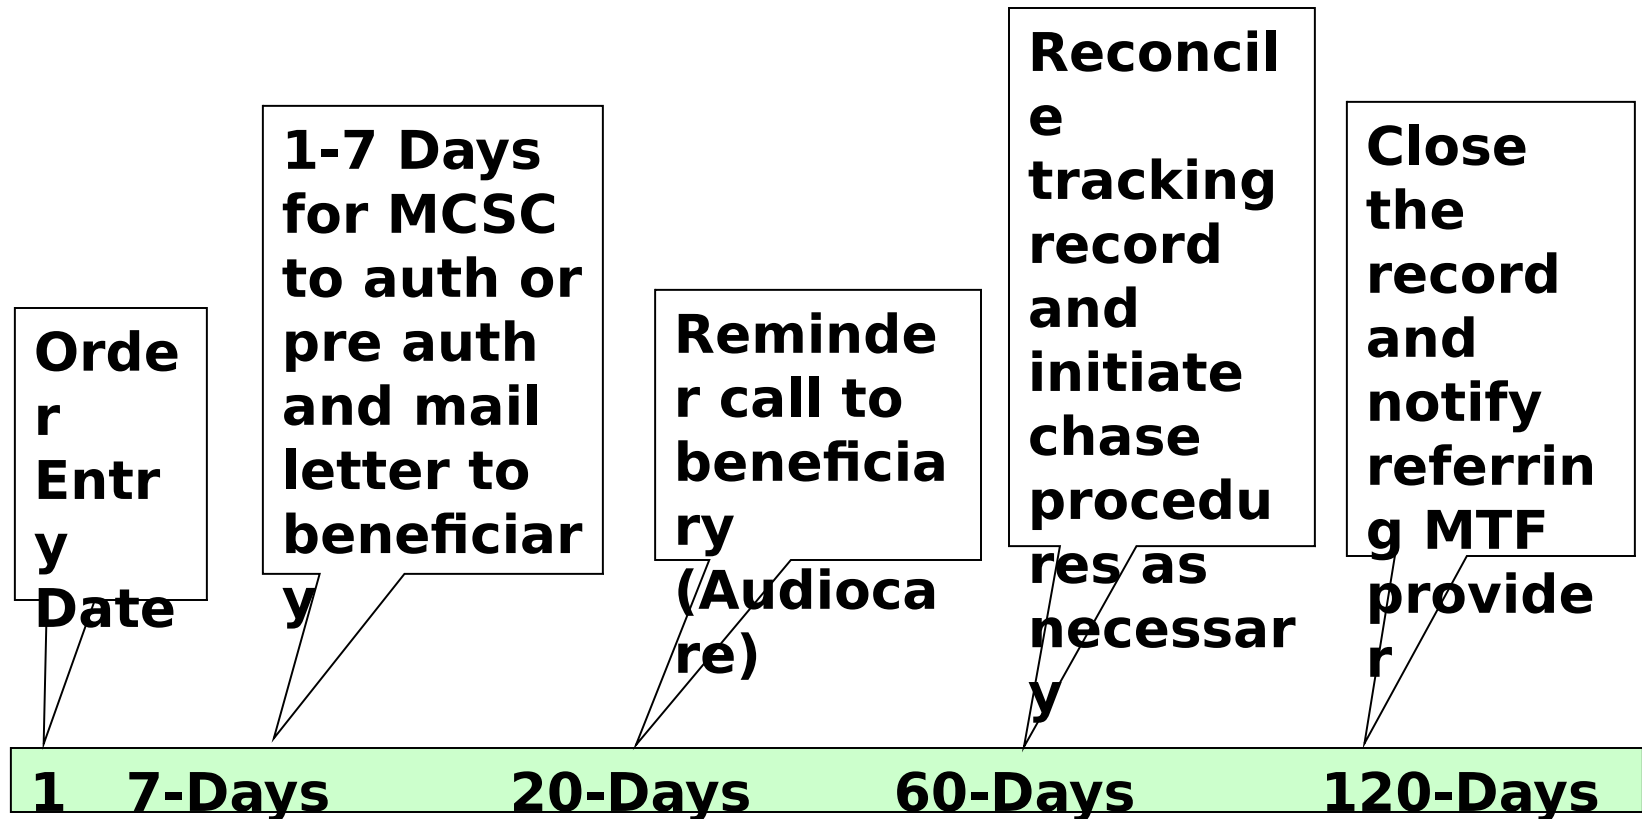 Orde
r
Entr
y
Date
1-7 Days
for MCSC
to auth or
pre auth
and mail
letter to
beneficiar
y
Reminde
r call to
beneficia
ry
(Audioca
re)
Reconcil
e
tracking
record
and
initiate
chase
procedu
res as
necessar
y
Close
the
record
and
notify
referrin
g MTF
provide
r
1 7-Days 20-Days 60-Days 120-Days